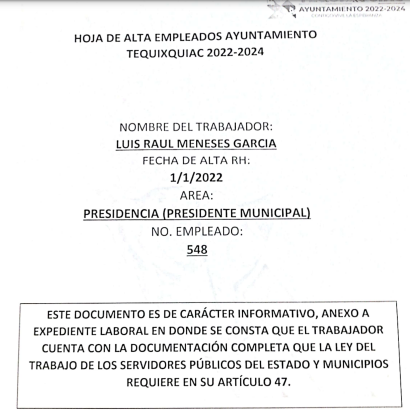 AYUNTAMIENTO 2022-2024
HOJA DE ALTA EMPLEADOS AYUNTAMIENTO
TEQUIXQUIAC 2022-2024
NOMBRE DEL TRABAJADOR:
LUIS RAUL MENESES GARCIA
FECHA DE ALTA RH:
1/1/2022
AREA:
PRESIDENCIA (PRESIDENTE MUNICIPAL)
NO. EMPLEADO:
548
ESTE DOCUMENTO ES DE CARÁCTER INFORMATIVO, ANEXO A
EXPEDIENTE LABORAL EN DONDE SE CONSTA QUE EL TRABAJADOR
CUENTA CON LA DOCUMENTACIÓN COMPLETA QUE LA LEY DEL
TRABAJO DE LOS SERVIDORES PÚBLICOS DEL ESTADO Y MUNICIPIOS
REQUIERE EN SU ARTÍCULO 47.